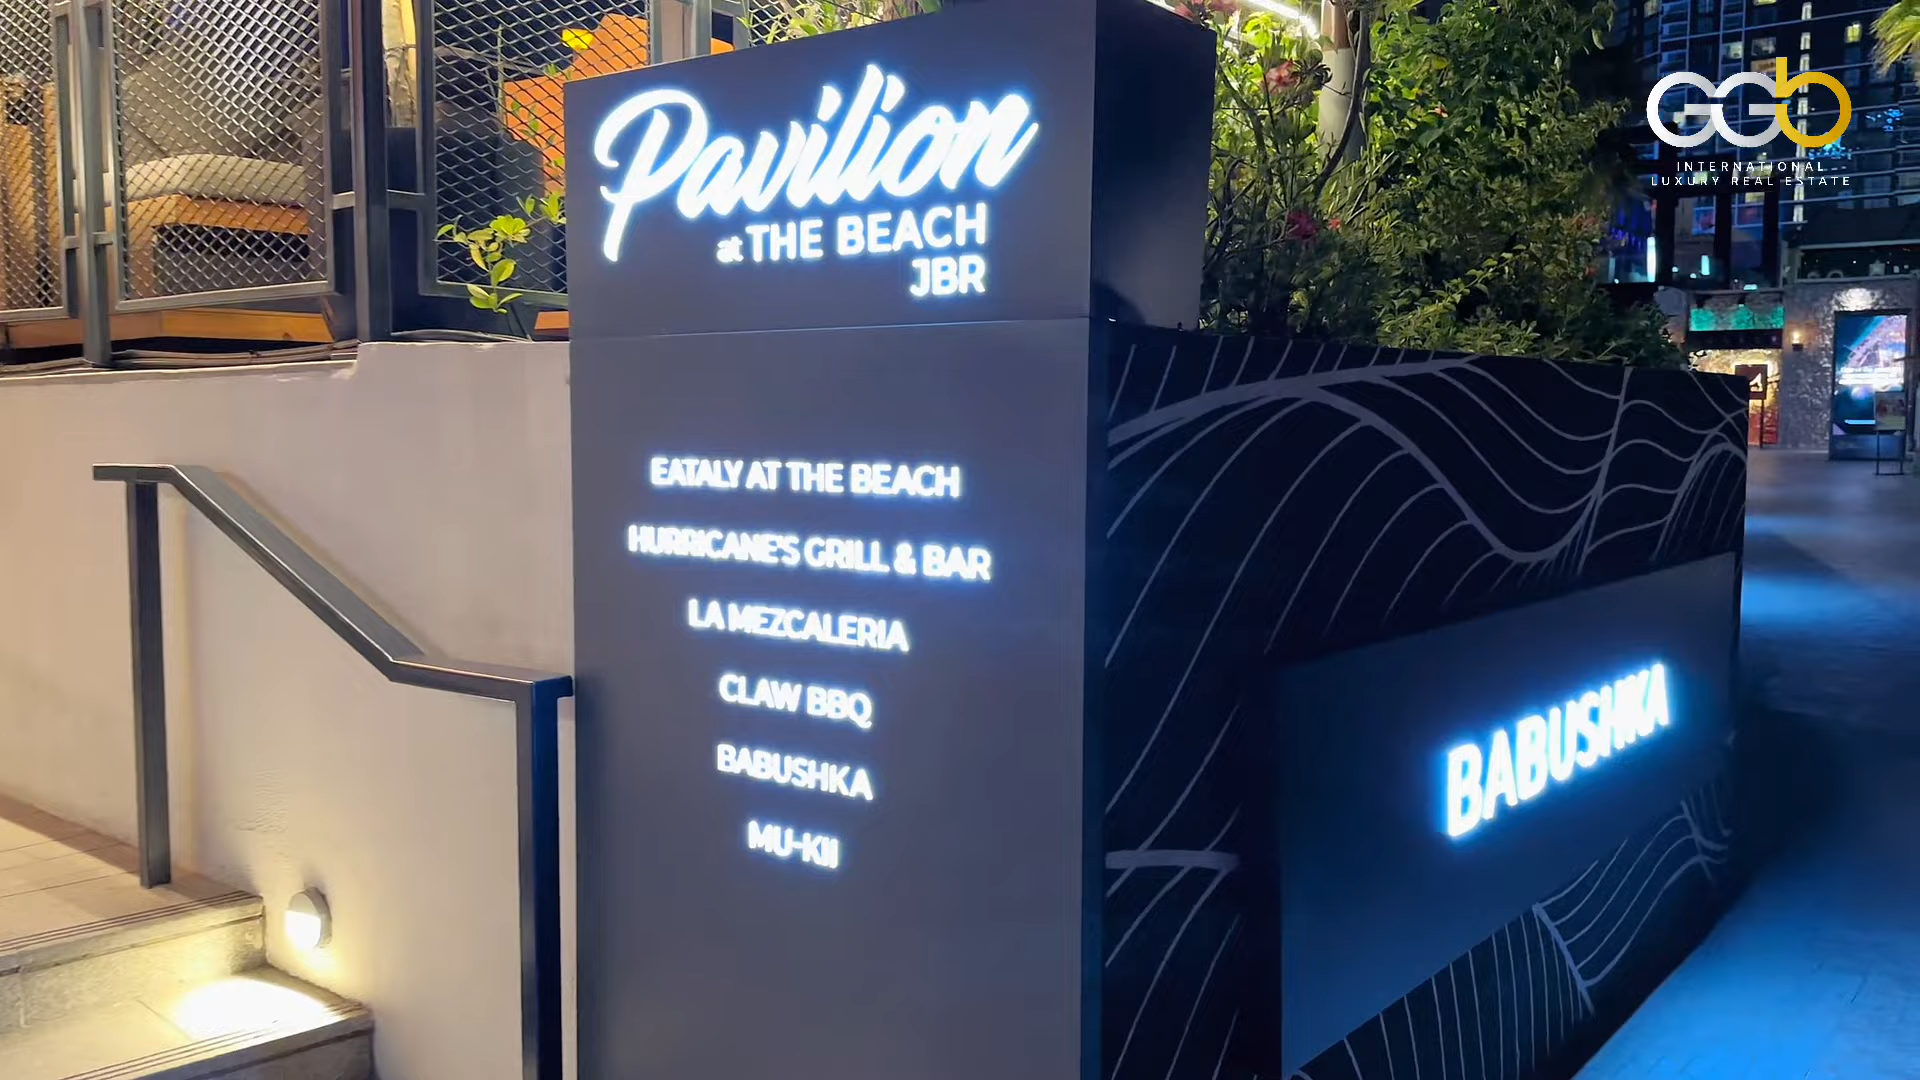 Pavilion
at THE BEACH
JBR
EATALY AT THE BEACH
HURRICANE'S GRILL & BAR
LA MEZCALERIA
CLAW BBQ
BABUSHKA
MU-KII
BABUSHKA
GGb
INTERNATIONAL
LUXURY REAL ESTATE